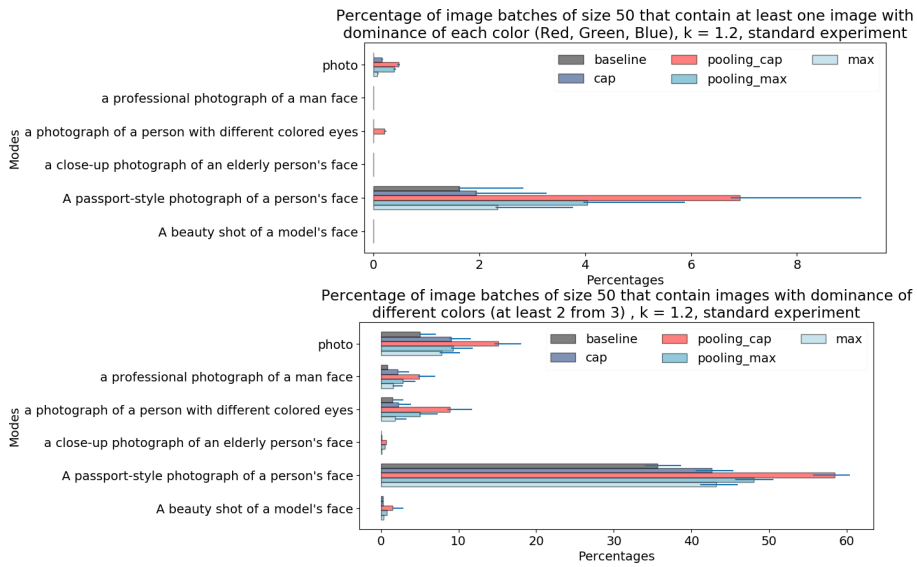 Percentage of image batches of size 50 that contain at least one image with
dominance of each color (Red, Green, Blue), k = 1.2, standard experiment
baseline
cap
pooling_cap
pooling_max
max
Modes
photo
a professional photograph of a man face
a photograph of a person with different colored eyes
a close-up photograph of an elderly person's face
A passport-style photograph of a person's face
A beauty shot of a model's face
0 2 4 6 8
Percentages
Percentage of image batches of size 50 that contain images with dominance of
different colors (at least 2 from 3) , k = 1.2, standard experiment
baseline
cap
pooling_cap
pooling_max
max
Modes
photo
a professional photograph of a man face
a photograph of a person with different colored eyes
a close-up photograph of an elderly person's face
A passport-style photograph of a person's face
A beauty shot of a model's face
0 10 20 30 40 50 60
Percentages